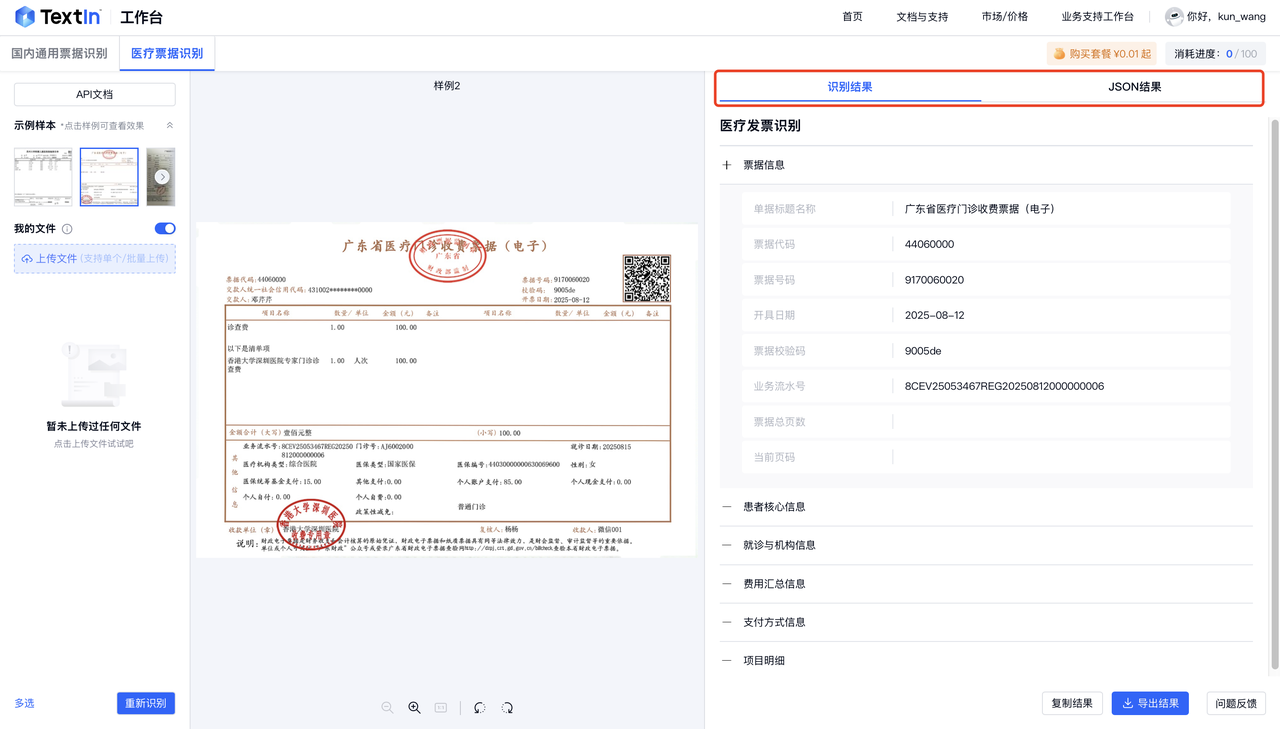 TextIn 工作台 首页 文档与支持 市场/价格 业务支持工作台 你好，kun_wang
国内通用票据识别 医疗票据识别 购买套餐 ¥0.01 起 消耗进度：0 / 100
API文档
示例样本 *点击样例可查看效果
我的文件
上传文件 (支持单个/批量上传)
暂未上传过任何文件
点击上传文件试试吧
多选 重新识别
样例2
广东省医疗门诊收费票据（电子）
票据代码：44060000 票据号码：9170060020
交款人统一社会信用代码：431002********0000 校验码：9005de
交款人：邓芹芹 开票日期：2025-08-12
项目名称 数量/单位 金额（元） 备注 项目名称 数量/单位 金额（元） 备注
诊查费 1.00 100.00
以下是清单项
香港大学深圳医院专家门诊诊 1.00 人次 100.00
查费
金额合计（大写）壹佰元整 （小写）100.00
其他信息
业务流水号：8CEV25053467REG20250 门诊号：AJ6002000 就诊日期：20250815
812000000006
医疗机构类型：综合医院 医保类型：国家医保 医保编号：44030000000630069600 性别：女
医保统筹基金支付：15.00 其他支付：0.00 个人账户支付：85.00 个人现金支付：0.00
个人自付：0.00 个人自费：0.00 普通门诊
政策性减免：
收款单位（章） 香港大学深圳医院 复核人：杨杨 收款人：微信001
香港大学深圳医院
收费专用章
说明：
识别结果 JSON结果
医疗发票识别
票据信息
单据标题名称 广东省医疗门诊收费票据（电子）
票据代码 44060000
票据号码 9170060020
开具日期 2025-08-12
票据校验码 9005de
业务流水号 8CEV25053467REG20250812000000006
票据总页数
当前页码
患者核心信息
就诊与机构信息
费用汇总信息
支付方式信息
项目明细
复制结果 导出结果 问题反馈